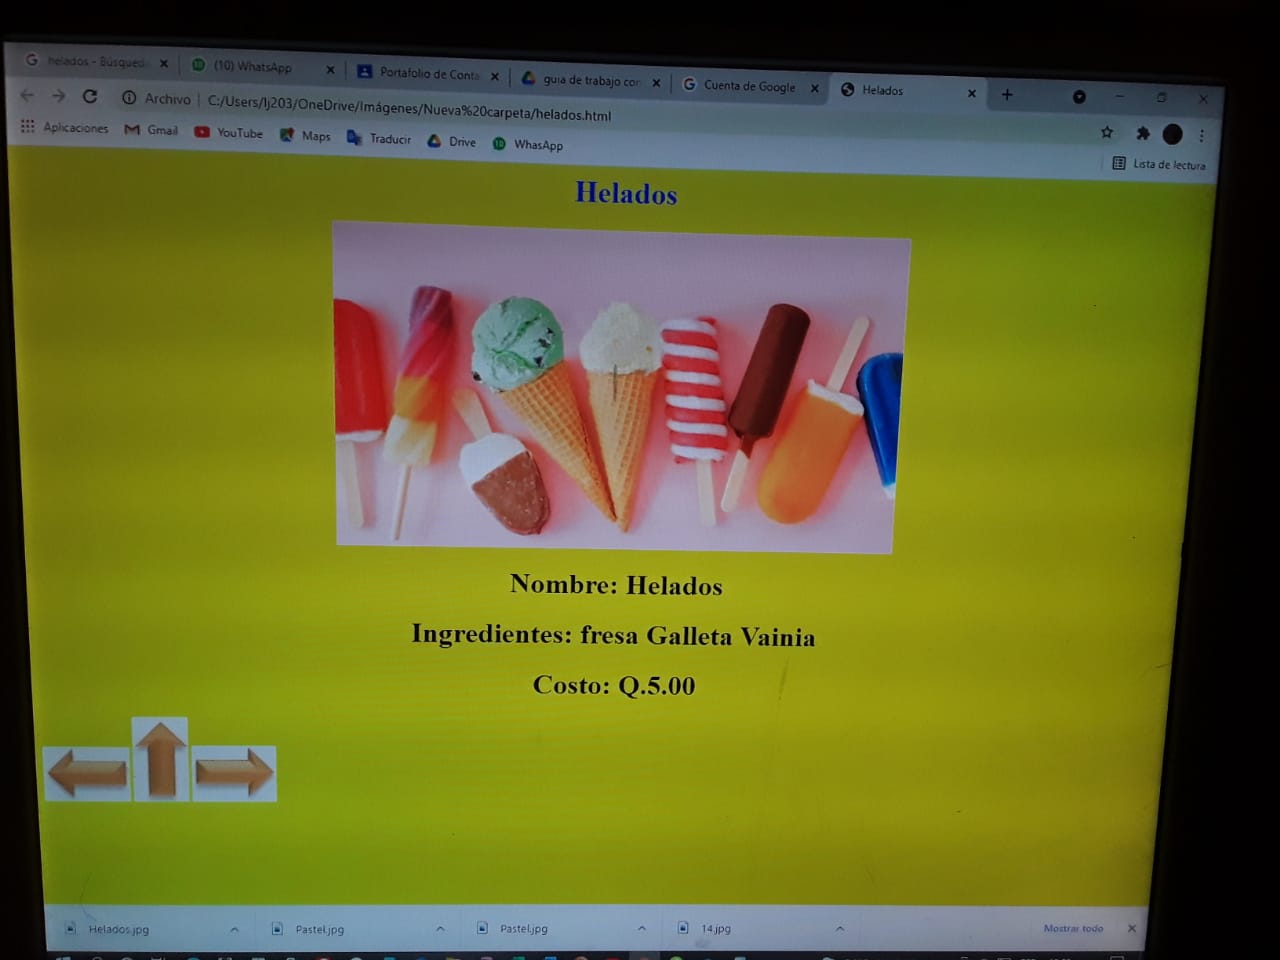 helados - Búsqued
(10) WhatsApp
Portafolio de Conta
guia de trabajo con
Cuenta de Google
Helados
Archivo
C:/Users/lj203/OneDrive/Imágenes/Nueva%20carpeta/helados.html
Aplicaciones
Gmail
YouTube
Maps
Traducir
Drive
WhasApp
Lista de lectura
Helados
Nombre: Helados
Ingredientes: fresa Galleta Vainia
Costo: Q.5.00
Helados.jpg
Pastel.jpg
Pastel.jpg
14.jpg
Mostrar todo